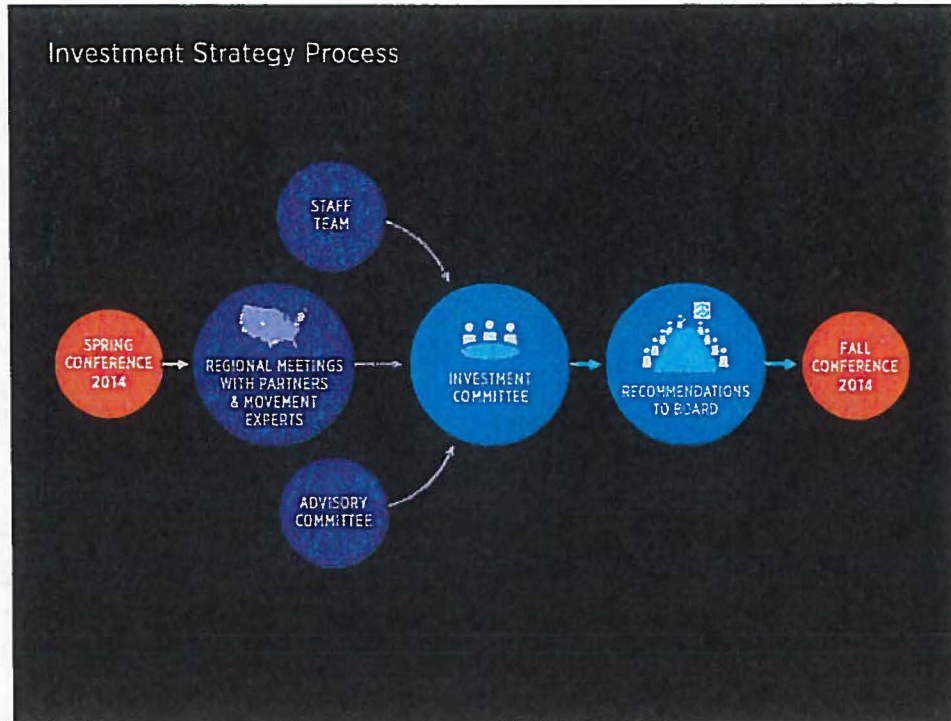 Investment Strategy Process
STAFF
TEAM
SPRING
CONFERENCE
2014
REGIONAL MEETINGS
WITH PARTNERS
& MOVEMENT
EXPERTS
INVESTMENT
COMMITTEE
RECOMMENDATIONS
TO BOARD
FALL
CONFERENCE
2014
ADVISORY
COMMITTEE